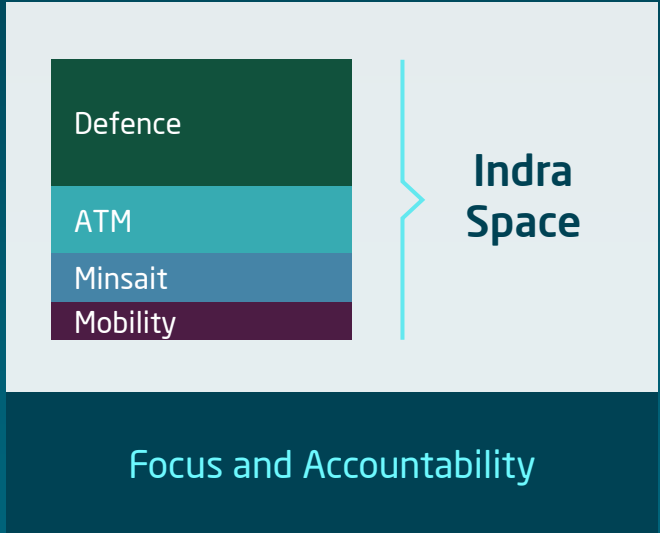 Defence
ATM
Minsait
Mobility
Indra
Space
Focus and Accountability